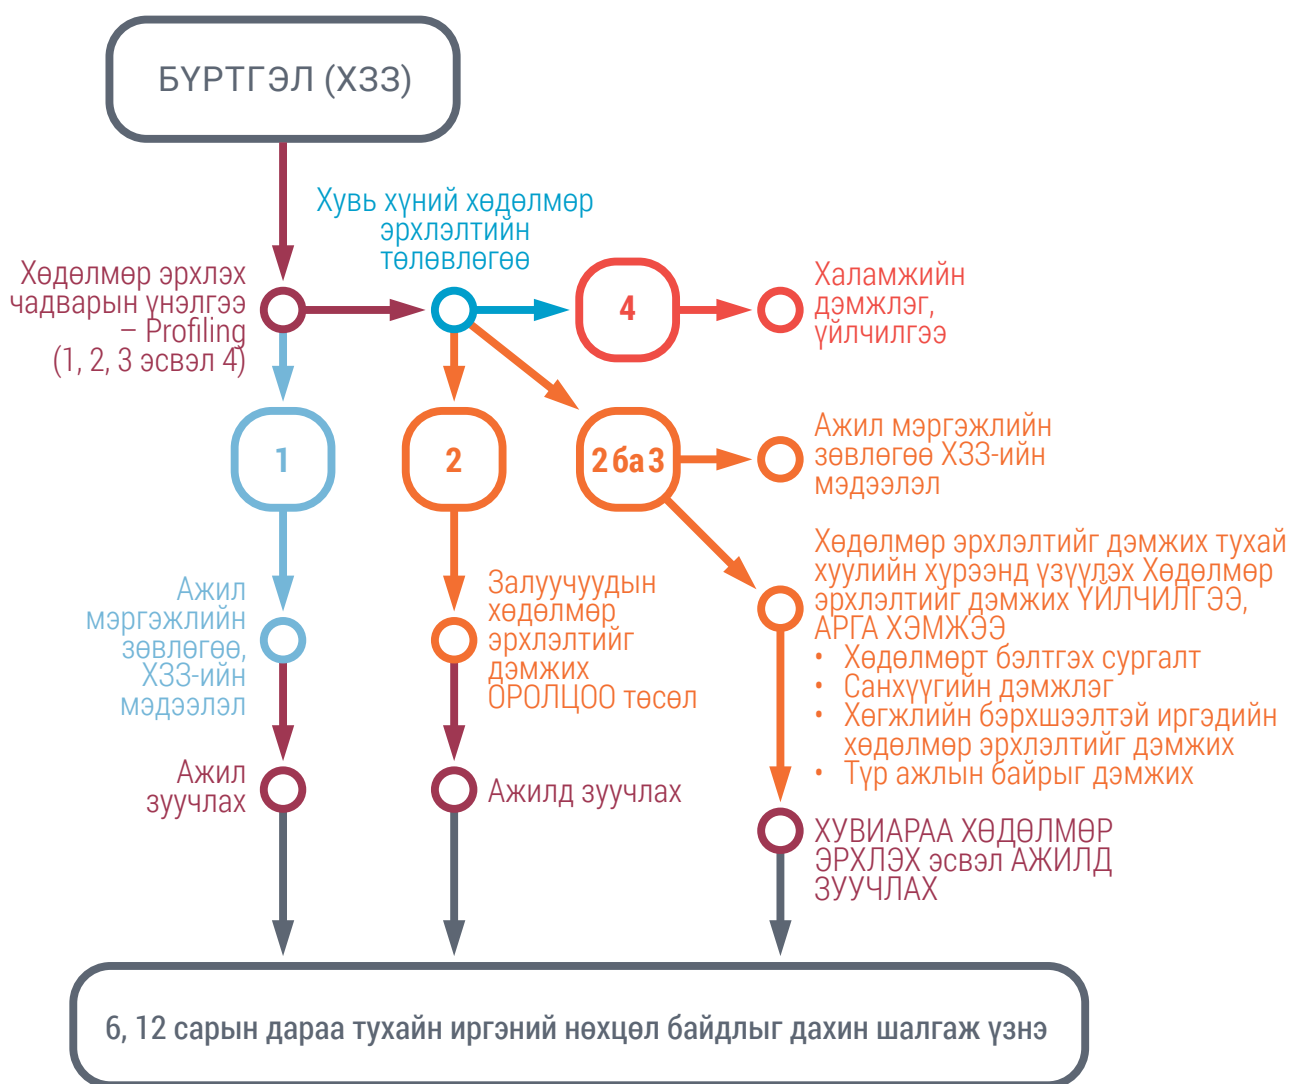 БҮРТГЭЛ (ХЗЗ)
Хувь хүний хөдөлмөр
эрхлэлтийн
төлөвлөгөө
Хөдөлмөр эрхлэх
чадварын үнэлгээ
– Profiling
(1, 2, 3 эсвэл 4)
4
Халамжийн
дэмжлэг,
үйлчилгээ
1
2
2 ба 3
Ажил мэргэжлийн
зөвлөгөө ХЗЗ-ийн
мэдээлэл
Ажил
мэргэжлийн
зөвлөгөө,
ХЗЗ-ийн
мэдээлэл
Залуучуудын
хөдөлмөр
эрхлэлтийг
дэмжих
ОРОЛЦОО төсөл
Хөдөлмөр эрхлэлтийг дэмжих тухай
хуулийн хүрээнд үзүүлэх Хөдөлмөр
эрхлэлтийг дэмжих ҮЙЛЧИЛГЭЭ,
АРГА ХЭМЖЭЭ
• Хөдөлмөрт бэлтгэх сургалт
• Санхүүгийн дэмжлэг
• Хөгжлийн бэрхшээлтэй иргэдийн
хөдөлмөр эрхлэлтийг дэмжих
• Түр ажлын байрыг дэмжих
Ажил
зуучлах
Ажилд зуучлах
ХУВИАРАА ХӨДӨЛМӨР
ЭРХЛЭХ эсвэл АЖИЛД
ЗУУЧЛАХ
6, 12 сарын дараа тухайн иргэний нөхцөл байдлыг дахин шалгаж үзнэ